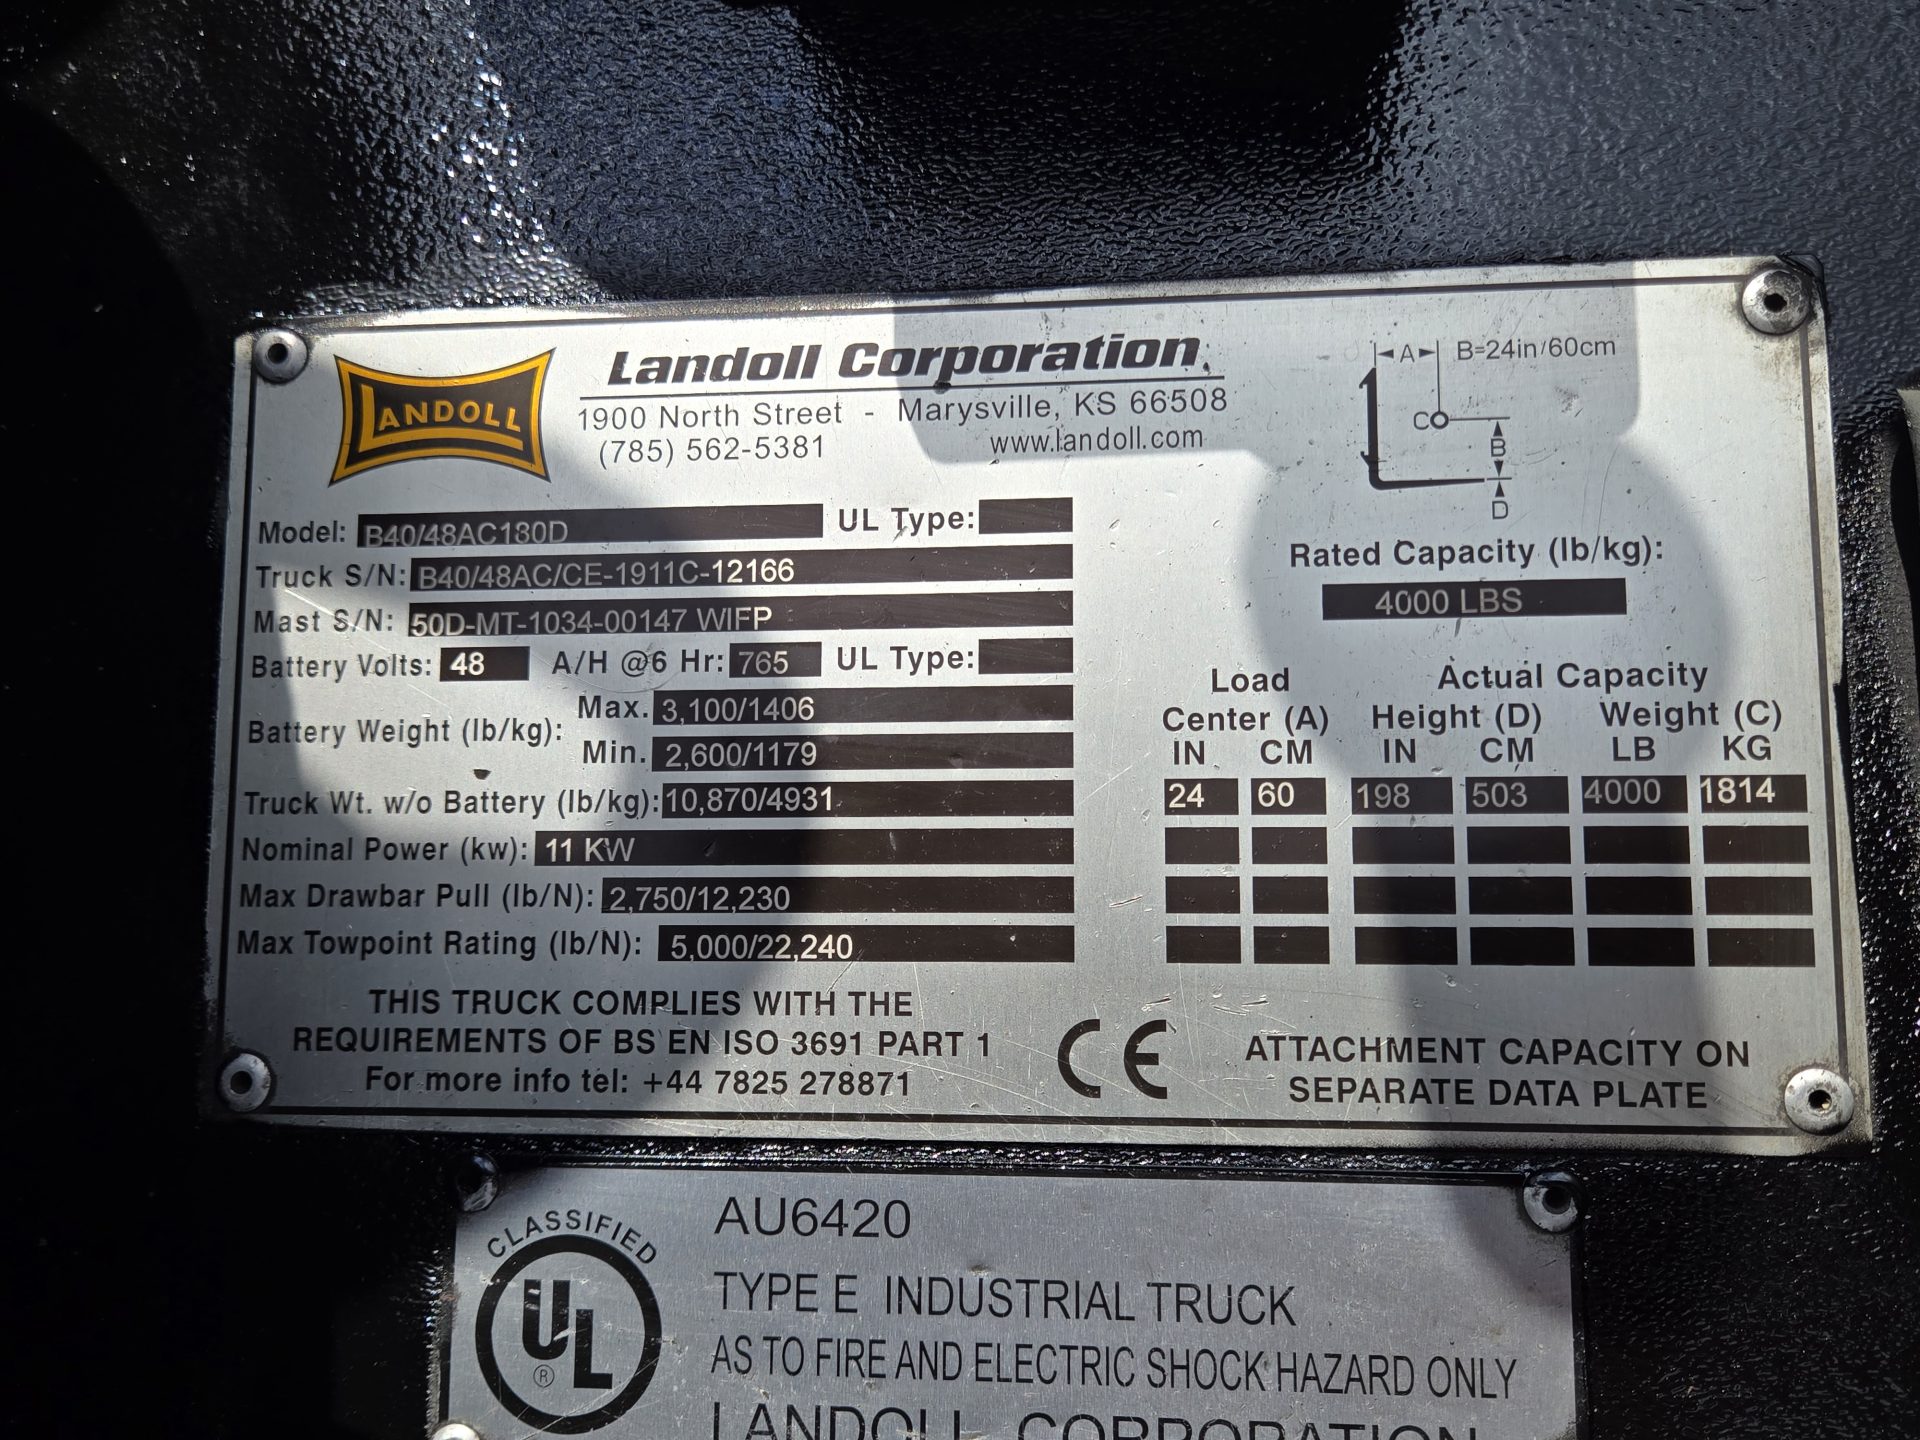 LANDOLL
Landoll Corporation
1900 North Street - Marysville, KS 66508
(785) 562-5381 www.landoll.com
A B=24in/60cm
C
B
D
Model: B40/48AC180D UL Type:
Truck S/N: B40/48AC/CE-1911C-12166
Mast S/N: 50D-MT-1034-00147 WIFP
Battery Volts: 48 A/H @6 Hr: 765 UL Type:
Battery Weight (lb/kg): Max. 3,100/1406
Min. 2,600/1179
Truck Wt. w/o Battery (lb/kg): 10,870/4931
Nominal Power (kw): 11 KW
Max Drawbar Pull (lb/N): 2,750/12,230
Max Towpoint Rating (lb/N): 5,000/22,240
THIS TRUCK COMPLIES WITH THE
REQUIREMENTS OF BS EN ISO 3691 PART 1
For more info tel: +44 7825 278871
CE
Rated Capacity (lb/kg):
4000 LBS
Load Actual Capacity
Center (A) Height (D) Weight (C)
IN CM IN CM LB KG
24 60 198 503 4000 1814
ATTACHMENT CAPACITY ON
SEPARATE DATA PLATE
CLASSIFIED
UL
®
AU6420
TYPE E INDUSTRIAL TRUCK
AS TO FIRE AND ELECTRIC SHOCK HAZARD ONLY
LANDOLL CORPORATION